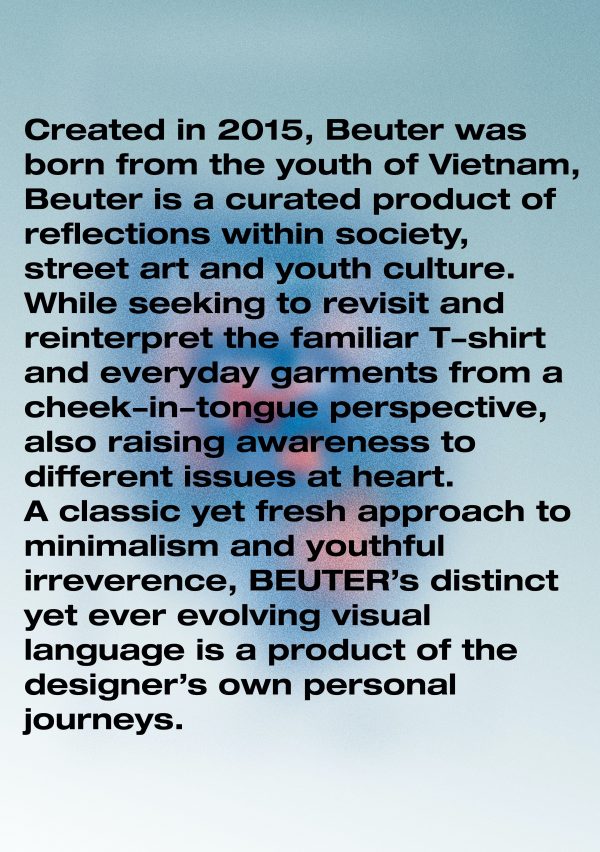 Created in 2015, Beuter was
born from the youth of Vietnam,
Beuter is a curated product of
reflections within society,
street art and youth culture.
While seeking to revisit and
reinterpret the familiar T-shirt
and everyday garments from a
cheek-in-tongue perspective,
also raising awareness to
different issues at heart.
A classic yet fresh approach to
minimalism and youthful
irreverence, BEUTER’s distinct
yet ever evolving visual
language is a product of the
designer’s own personal
journeys.